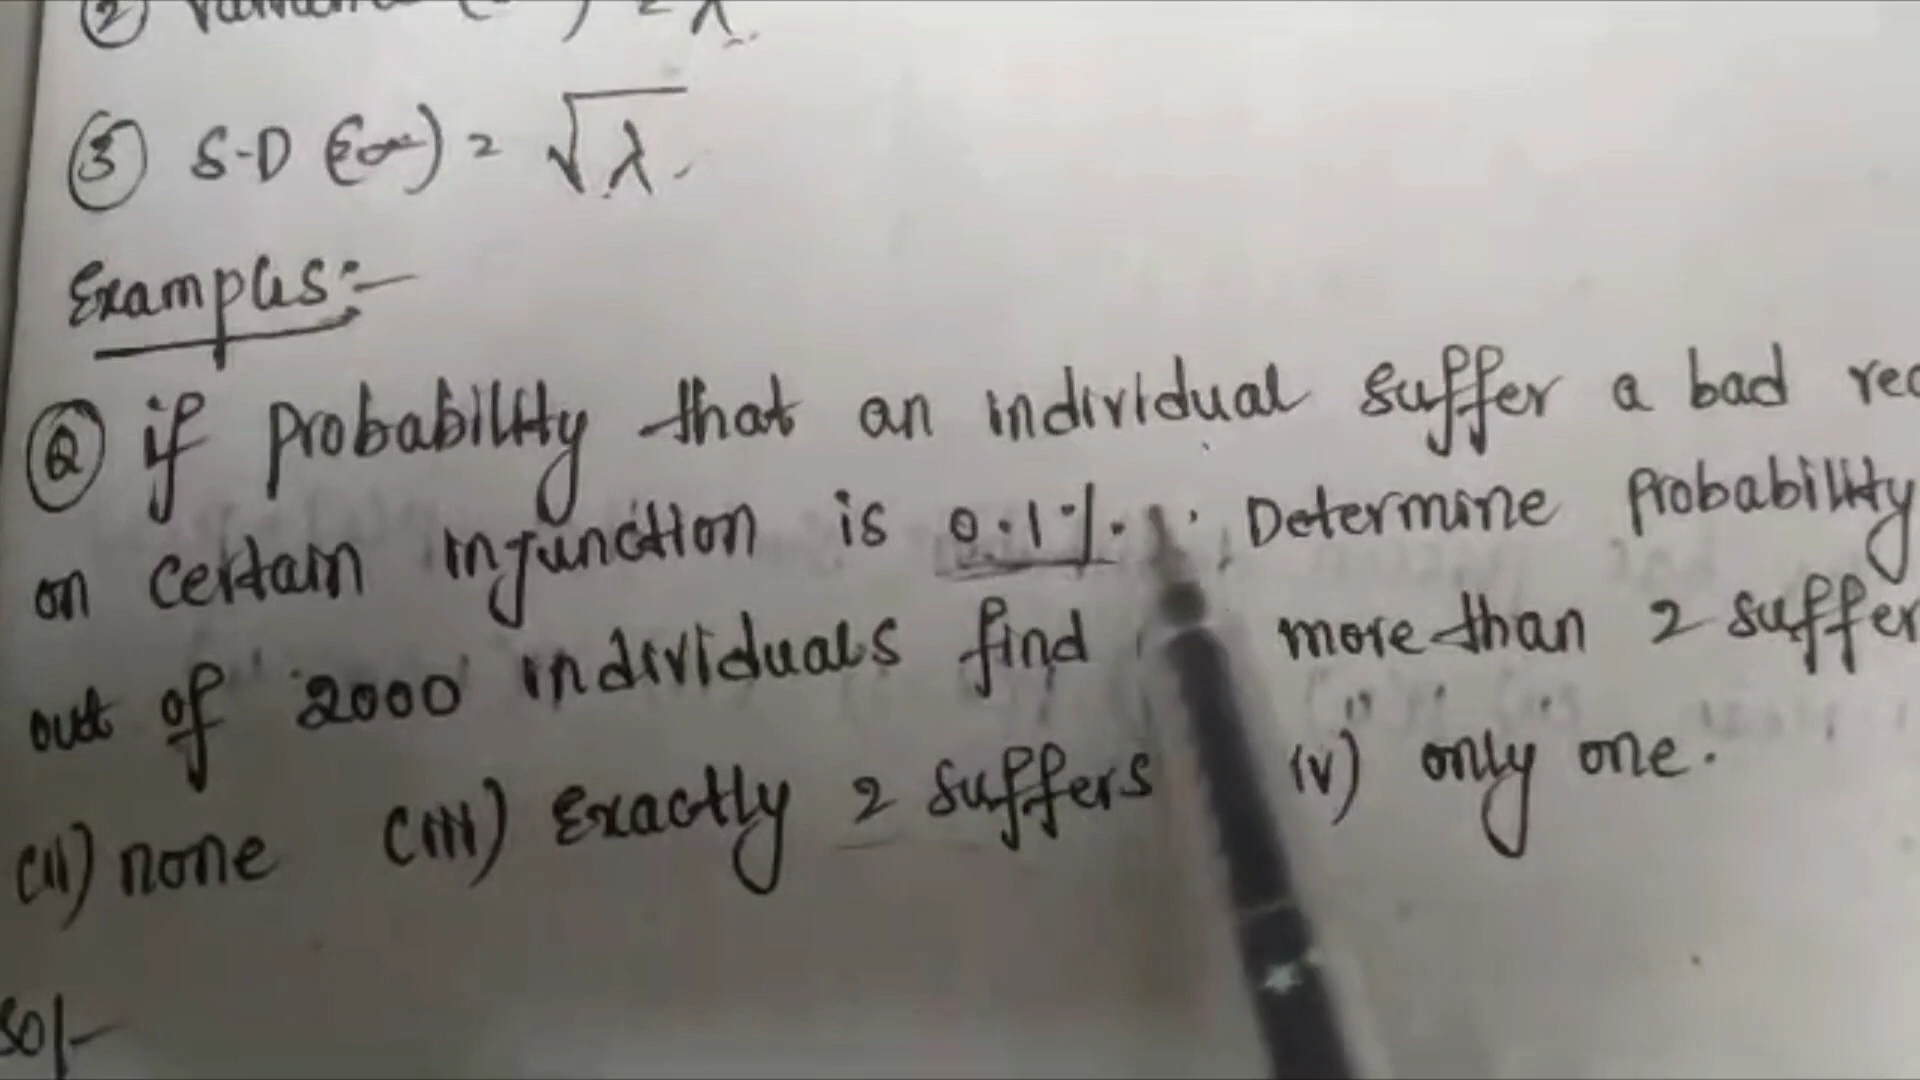 ③ S-D (σ) = √λ
Examples:-
Q if probability that an individual suffer a bad
on certain injunction is 0.1%. Determine probability
out of 2000 individuals find more than 2 suffer
(ii) none (iii) Exactly 2 suffers (iv) only one.
Sol-